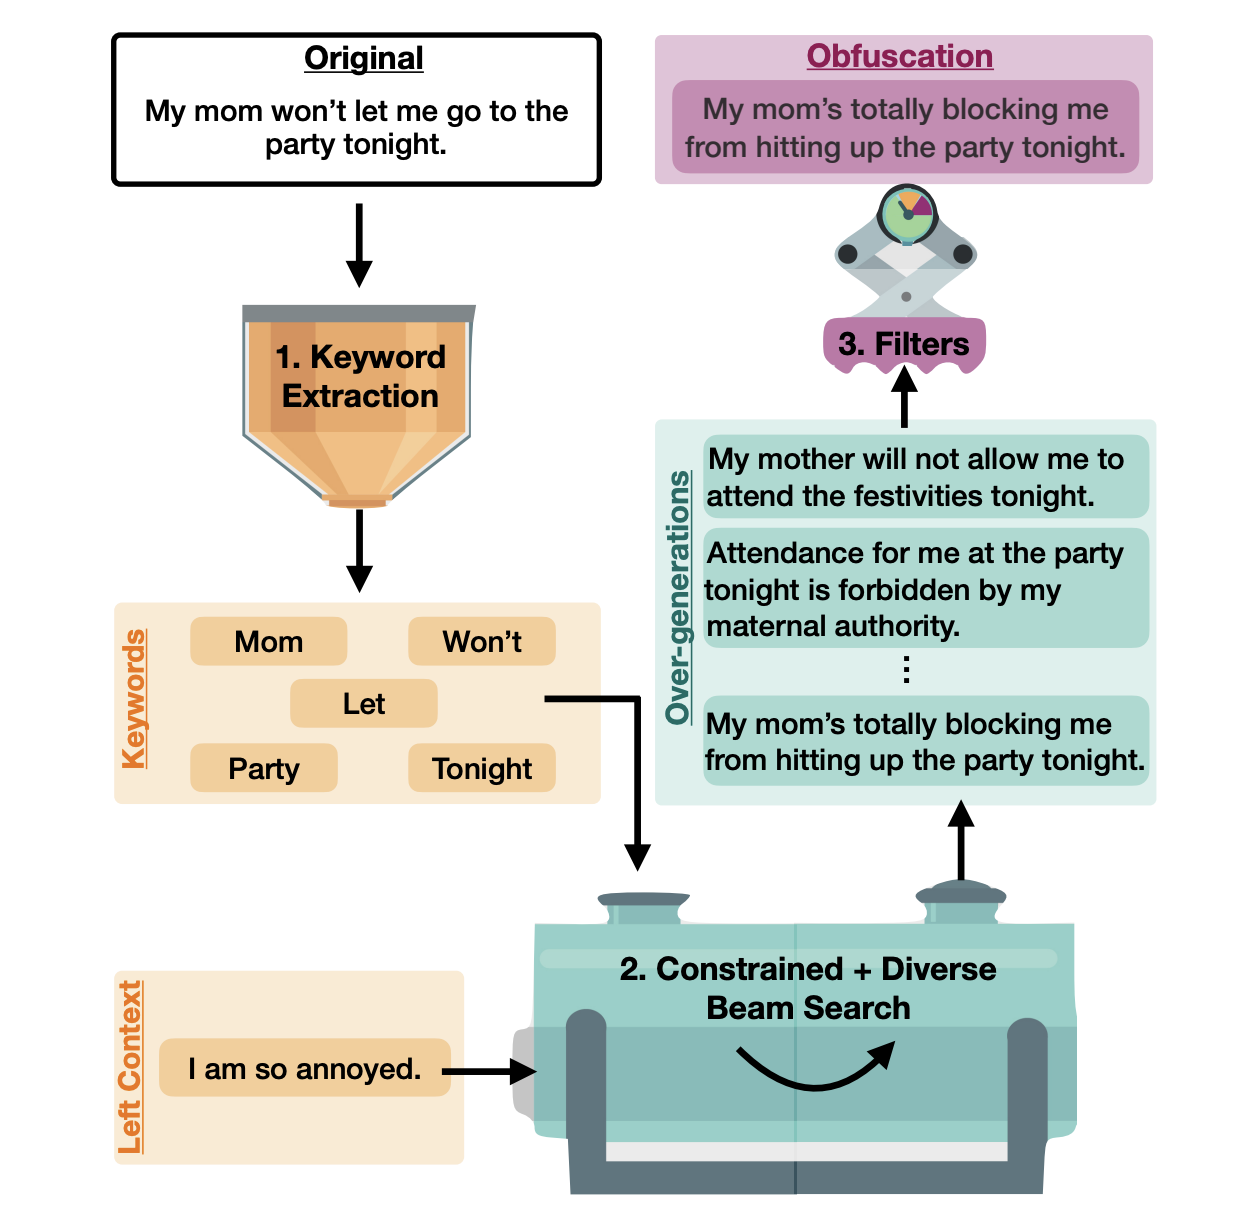 Original
My mom won’t let me go to the
party tonight.
1. Keyword
Extraction
Keywords
Mom
Won’t
Let
Party
Tonight
Left Context
I am so annoyed.
2. Constrained + Diverse
Beam Search
Over-generations
My mother will not allow me to
attend the festivities tonight.
Attendance for me at the party
tonight is forbidden by my
maternal authority.
⋮
My mom’s totally blocking me
from hitting up the party tonight.
3. Filters
Obfuscation
My mom’s totally blocking me
from hitting up the party tonight.